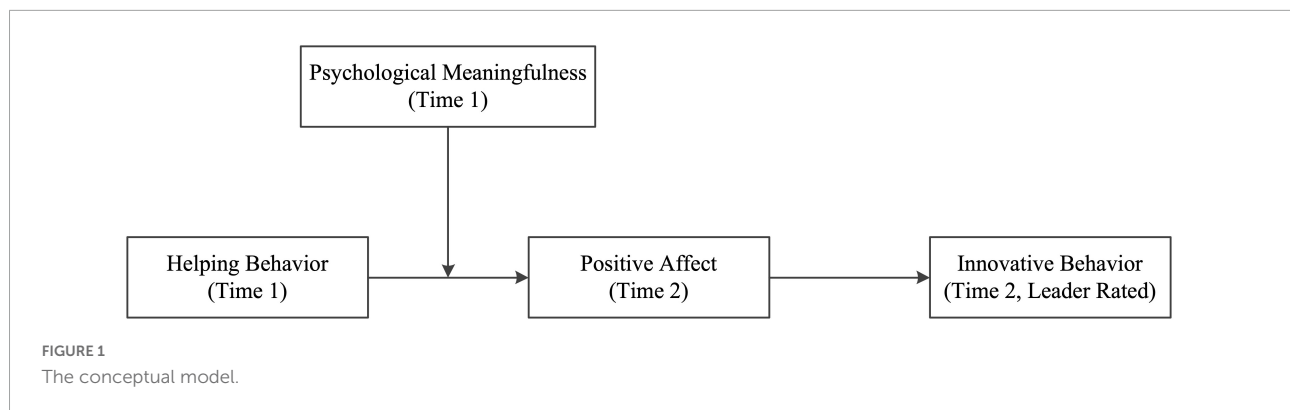 Psychological Meaningfulness
(Time 1)
Helping Behavior
(Time 1)
Positive Affect
(Time 2)
Innovative Behavior
(Time 2, Leader Rated)
FIGURE 1
The conceptual model.